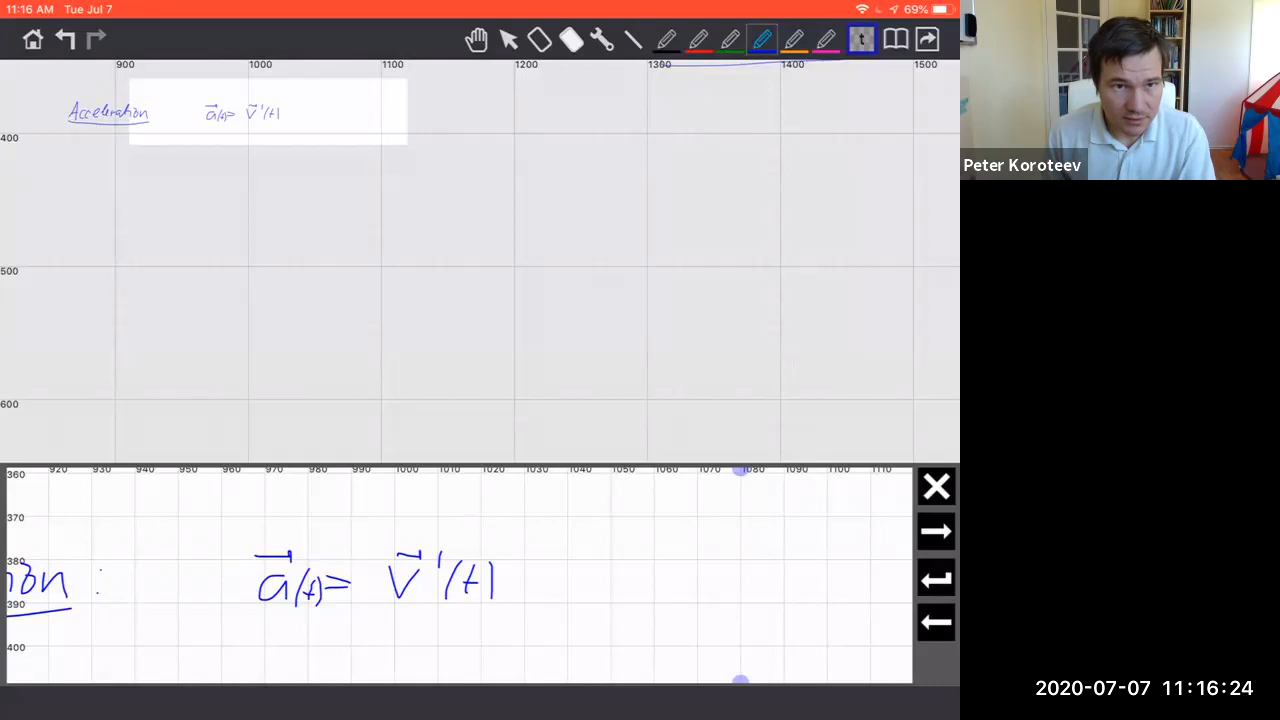 11:16 AM Tue Jul 7 69%
t
900 1000 1100 1200 1300 1400 1500
Acceleration a⃗(t)= v⃗'(t)
400
500
600
920 930 940 950 960 970 980 990 1000 1010 1020 1030 1040 1050 1060 1070 1080 1090 1100 1110
360
370
380
ion : a⃗(t)= v⃗'(t)
390
400
Peter Koroteev
2020-07-07 11:16:24